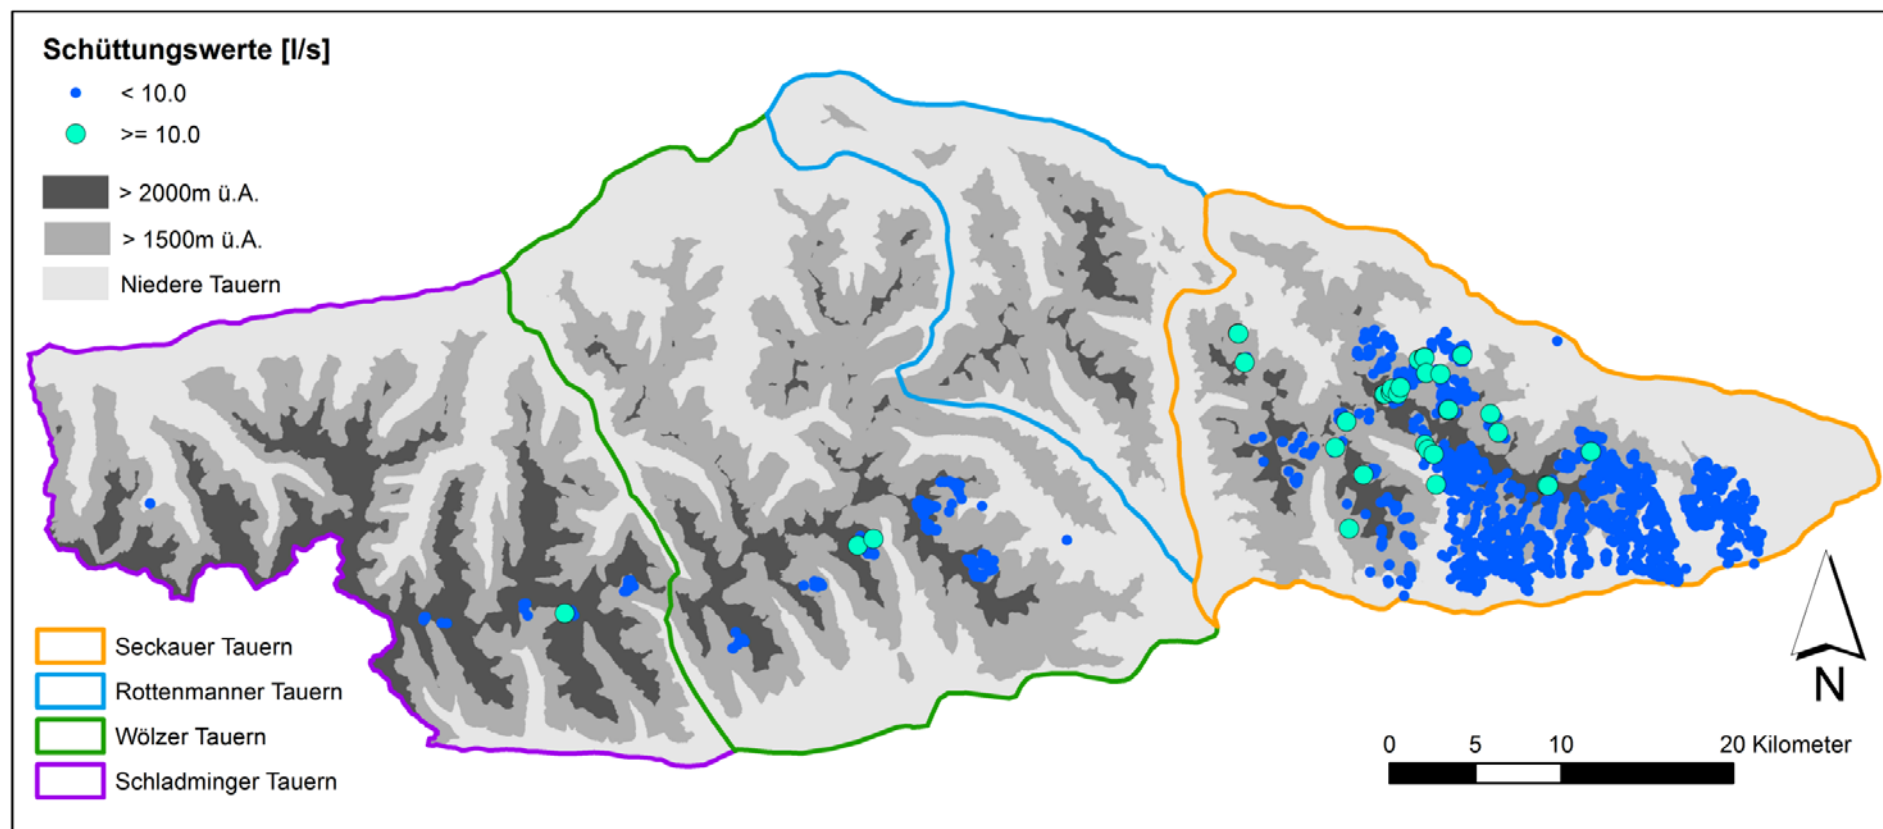 Schüttungswerte [l/s]
< 10.0
>= 10.0
> 2000m ü.A.
> 1500m ü.A.
Niedere Tauern
Seckauer Tauern
Rottenmanner Tauern
Wölzer Tauern
Schladminger Tauern
N
0 5 10 20 Kilometer